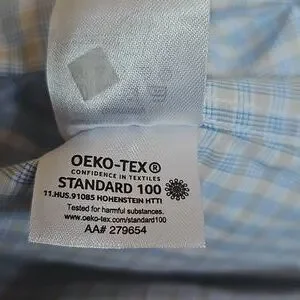 OEKO-TEX®
CONFIDENCE IN TEXTILES
STANDARD 100
11.HUS.91085 HOHENSTEIN HTTI
Tested for harmful substances.
www.oeko-tex.com/standard100
AA# 279654